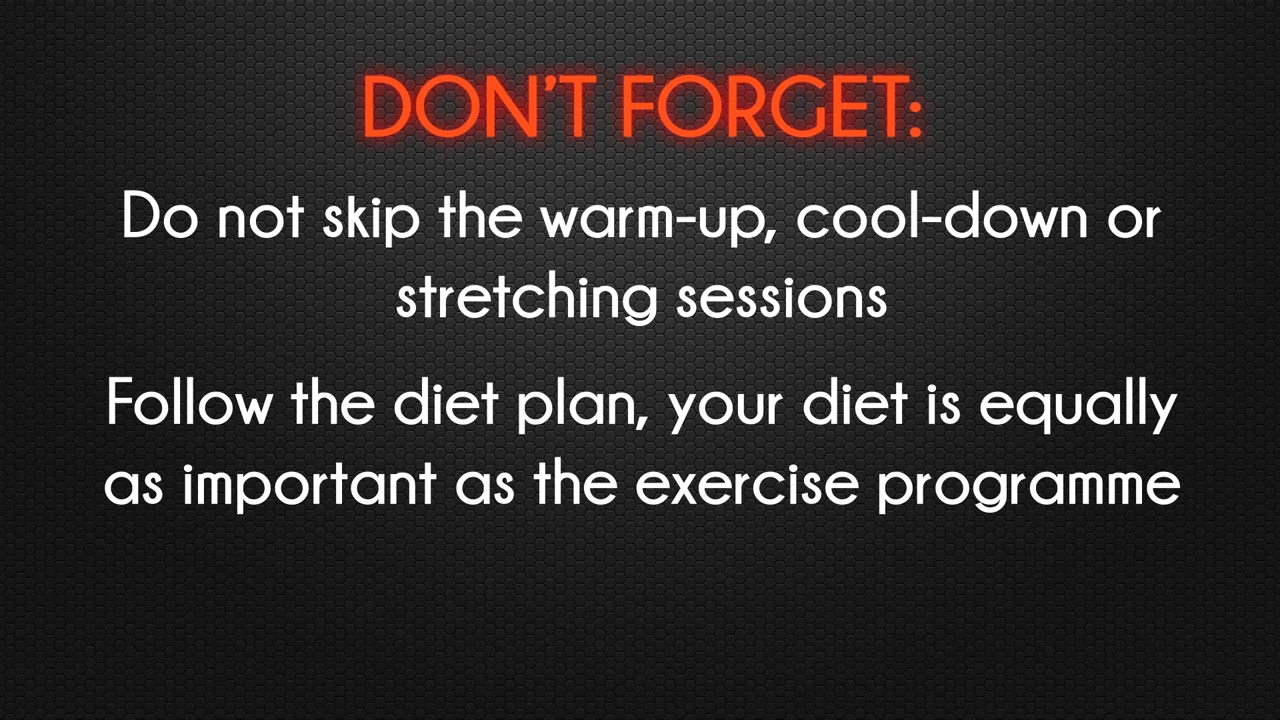 DON'T FORGET:
Do not skip the warm-up, cool-down or
stretching sessions
Follow the diet plan, your diet is equally
as important as the exercise programme